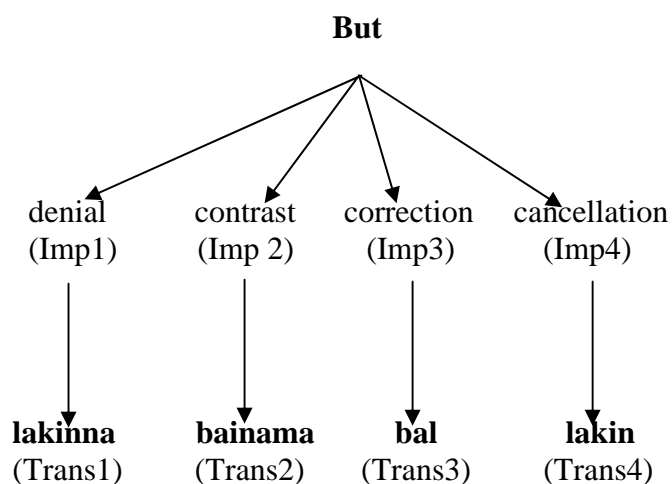 But
denial contrast correction cancellation
(Imp1) (Imp 2) (Imp3) (Imp4)
lakinna bainama bal lakin
(Trans1) (Trans2) (Trans3) (Trans4)